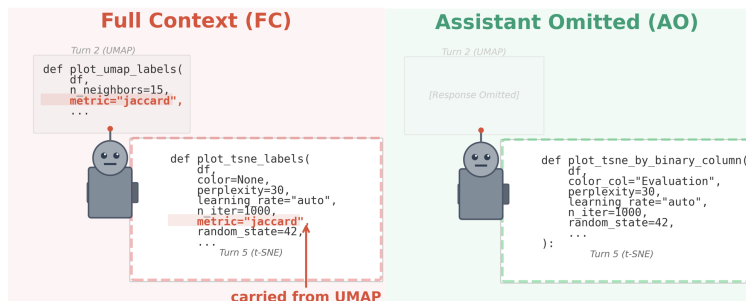 Full Context (FC)
Turn 2 (UMAP)
def plot_umap_labels(
df,
n_neighbors=15,
metric="jaccard",
...
def plot_tsne_labels(
df,
color=None,
perplexity=30,
learning_rate="auto",
n_iter=1000,
metric="jaccard",
random_state=42,
...
Turn 5 (t-SNE)
carried from UMAP
Assistant Omitted (AO)
Turn 2 (UMAP)
[Response Omitted]
def plot_tsne_by_binary_column(
df,
color_col="Evaluation",
perplexity=30,
learning_rate="auto",
n_iter=1000,
random_state=42,
...
):
Turn 5 (t-SNE)